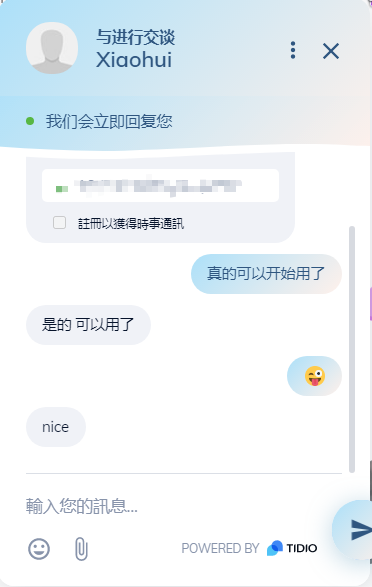 与进行交谈
Xiaohui
我们会立即回复您
註冊以獲得時事通訊
真的可以开始用了
是的 可以用了
nice
輸入您的訊息...
POWERED BY TIDIO